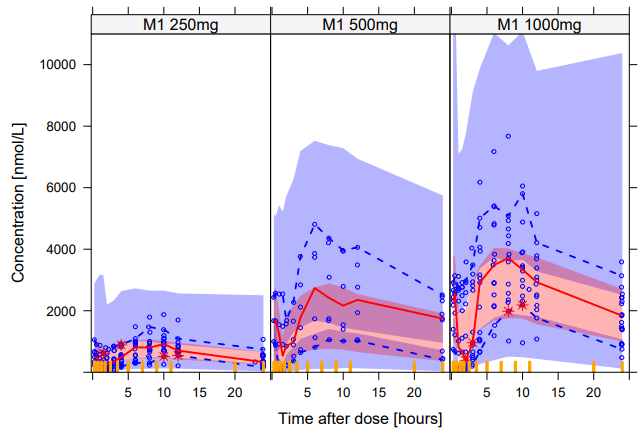 M1 250mg M1 500mg M1 1000mg
10000
8000
6000
4000
2000
Concentration [nmol/L]
5 10 15 20 5 10 15 20 5 10 15 20
Time after dose [hours]